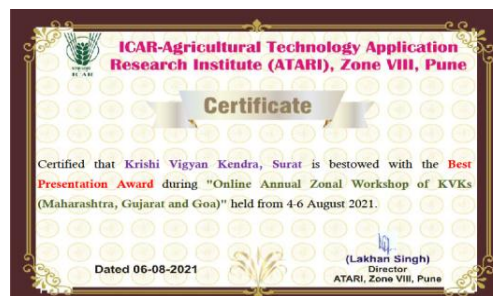 ICAR-Agricultural Technology Application
Research Institute (ATARI), Zone VIII, Pune
ICAR
Certificate
Certified that Krishi Vigyan Kendra, Surat is bestowed with the Best
Presentation Award during "Online Annual Zonal Workshop of KVKs
(Maharashtra, Gujarat and Goa)" held from 4-6 August 2021.
(Lakhan Singh)
Director
Dated 06-08-2021
ATARI, Zone VIII, Pune